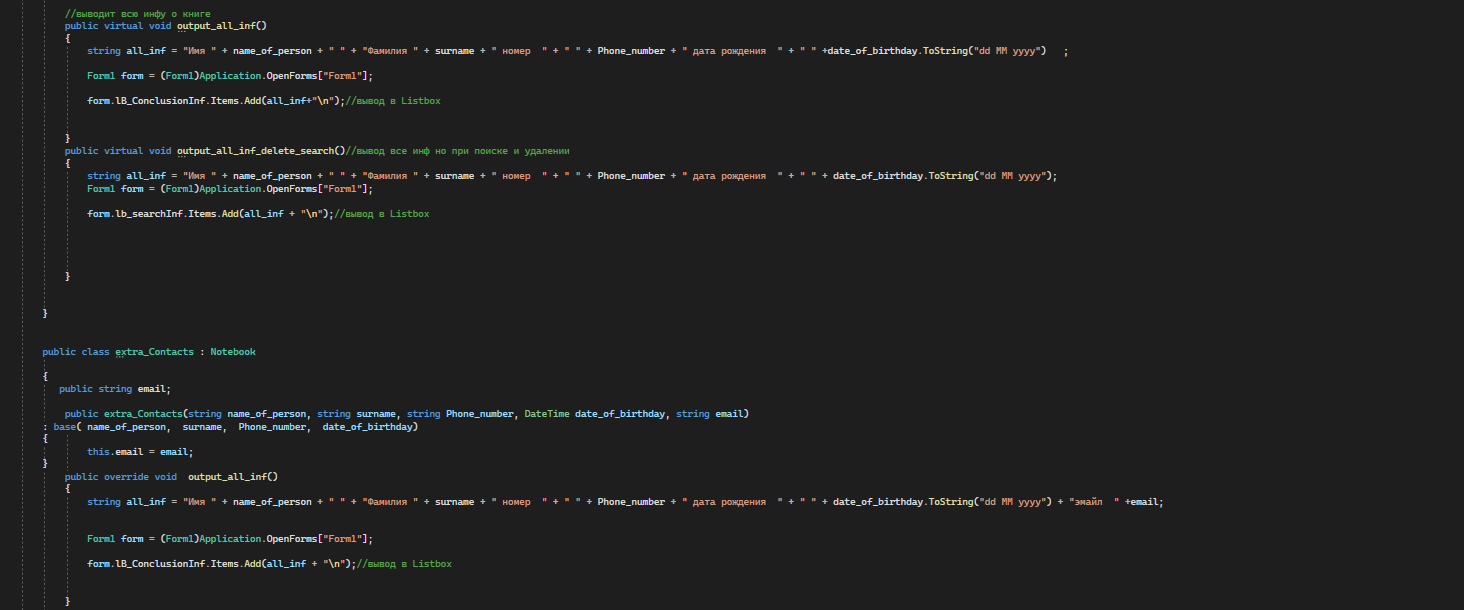 //выводит всю инфу о книге
public virtual void output_all_inf()
{
string all_inf = "Имя " + name_of_person + " " + "Фамилия " + surname + " номер  " + " " + Phone_number + " дата рождения  " + " " +date_of_birthday.ToString("dd MM yyyy")   ;
Form1 form = (Form1)Application.OpenForms["Form1"];
form.lB_ConclusionInf.Items.Add(all_inf+"\n");//вывод в Listbox
}
public virtual void output_all_inf_delete_search()//вывод все инф но при поиске и удалении
{
string all_inf = "Имя " + name_of_person + " " + "Фамилия " + surname + " номер  " + " " + Phone_number + " дата рождения  " + " " + date_of_birthday.ToString("dd MM yyyy");
Form1 form = (Form1)Application.OpenForms["Form1"];
form.lb_searchInf.Items.Add(all_inf + "\n");//вывод в Listbox
}
}
public class extra_Contacts : Notebook
{
public string email;
public extra_Contacts(string name_of_person, string surname, string Phone_number, DateTime date_of_birthday, string email)
: base( name_of_person,  surname,  Phone_number,  date_of_birthday)
{
this.email = email;
}
public override void  output_all_inf()
{
string all_inf = "Имя " + name_of_person + " " + "Фамилия " + surname + " номер  " + " " + Phone_number + " дата рождения  " + " " + date_of_birthday.ToString("dd MM yyyy") + "эмайл  " +email;
Form1 form = (Form1)Application.OpenForms["Form1"];
form.lB_ConclusionInf.Items.Add(all_inf + "\n");//вывод в Listbox
}